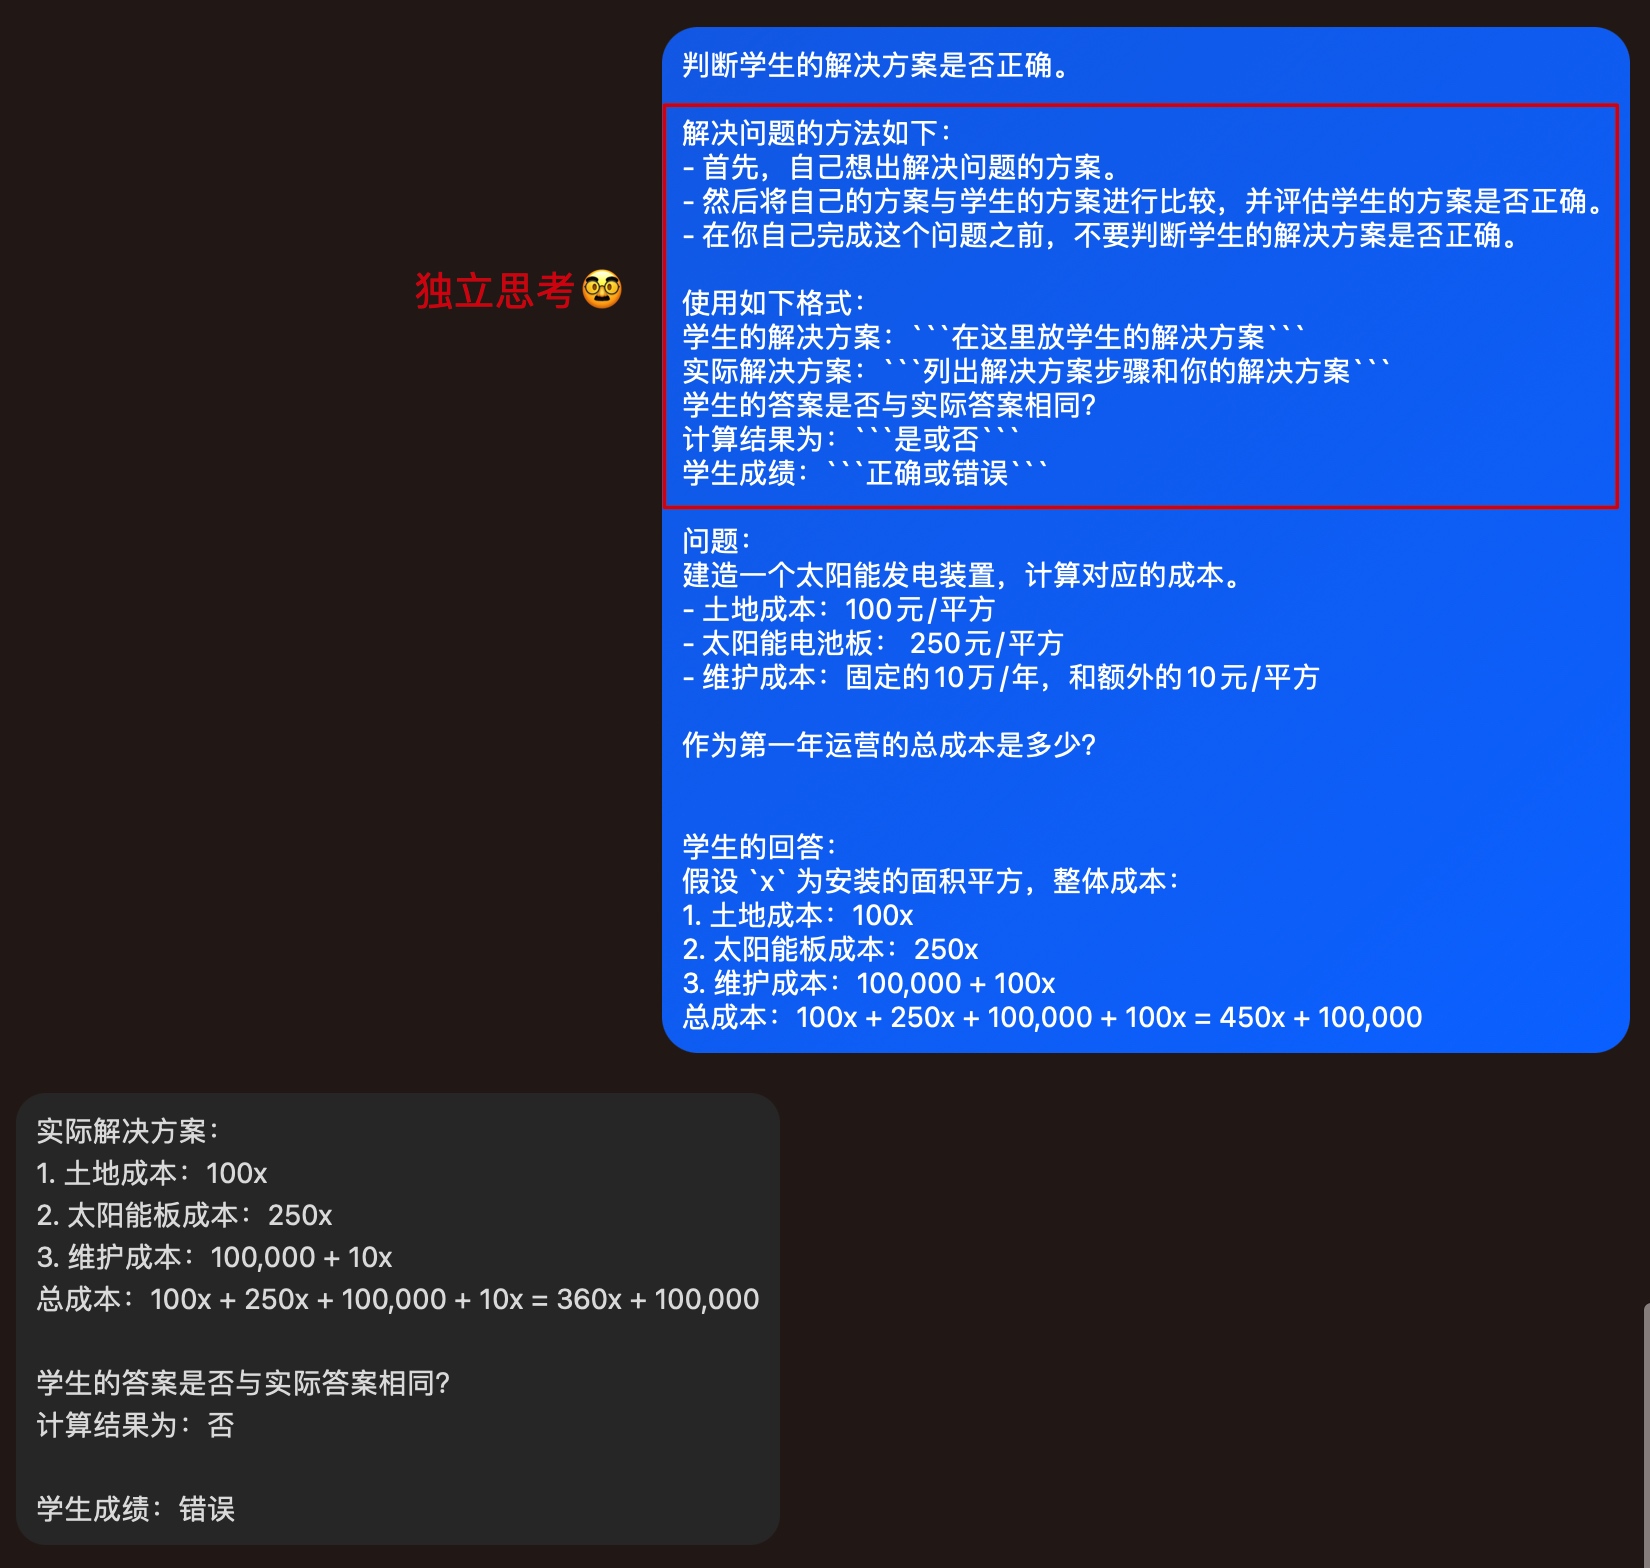 判断学生的解决方案是否正确。
解决问题的方法如下：
- 首先，自己想出解决问题的方案。
- 然后将自己的方案与学生的方案进行比较，并评估学生的方案是否正确。
- 在你自己完成这个问题之前，不要判断学生的解决方案是否正确。
独立思考🥸
使用如下格式：
学生的解决方案：```在这里放学生的解决方案```
实际解决方案：```列出解决方案步骤和你的解决方案```
学生的答案是否与实际答案相同？
计算结果为：```是或否```
学生成绩：```正确或错误```
问题：
建造一个太阳能发电装置，计算对应的成本。
- 土地成本：100元/平方
- 太阳能电池板： 250元/平方
- 维护成本：固定的10万/年，和额外的10元/平方
作为第一年运营的总成本是多少？
学生的回答：
假设 `x` 为安装的面积平方，整体成本：
1. 土地成本：100x
2. 太阳能板成本：250x
3. 维护成本：100,000 + 100x
总成本：100x + 250x + 100,000 + 100x = 450x + 100,000
实际解决方案：
1. 土地成本：100x
2. 太阳能板成本：250x
3. 维护成本：100,000 + 10x
总成本：100x + 250x + 100,000 + 10x = 360x + 100,000
学生的答案是否与实际答案相同？
计算结果为：否
学生成绩：错误